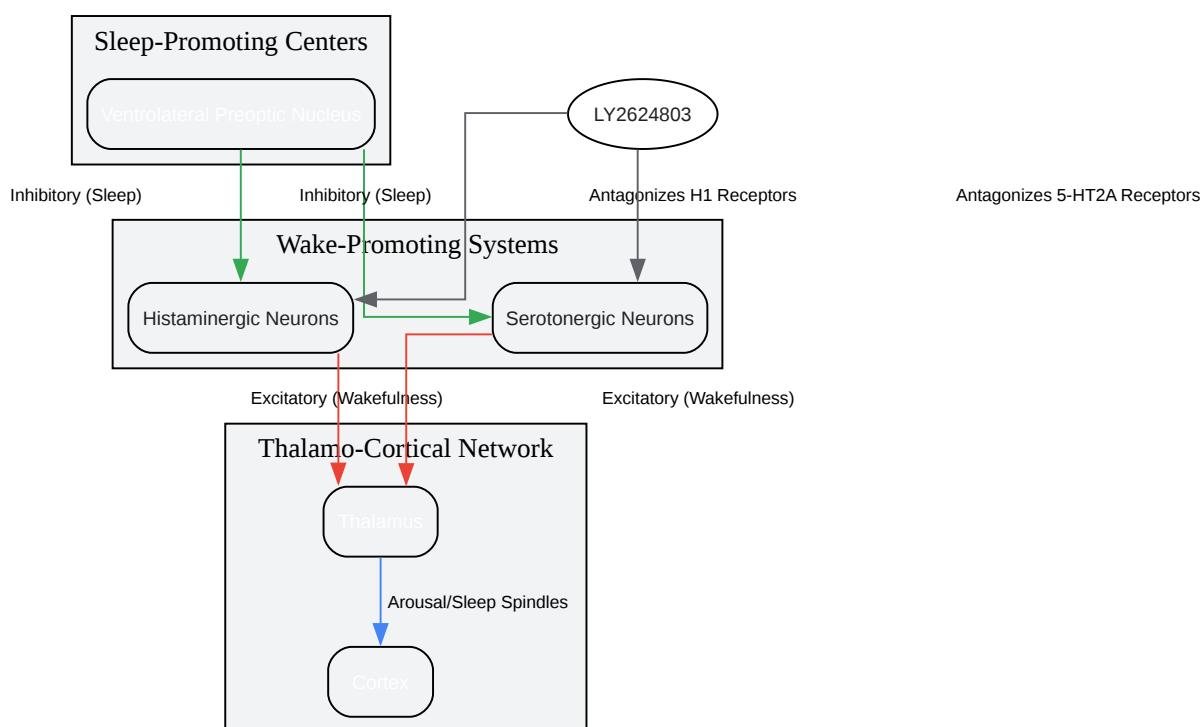 Sleep-Promoting Centers
Ventrolateral Preoptic Nucleus
LY2624803
Inhibitory (Sleep)
Inhibitory (Sleep)
Antagonizes H1 Receptors
Antagonizes 5-HT2A Receptors
Wake-Promoting Systems
Histaminergic Neurons
Serotonergic Neurons
Excitatory (Wakefulness)
Excitatory (Wakefulness)
Thalamo-Cortical Network
Thalamus
Arousal/Sleep Spindles
Cortex